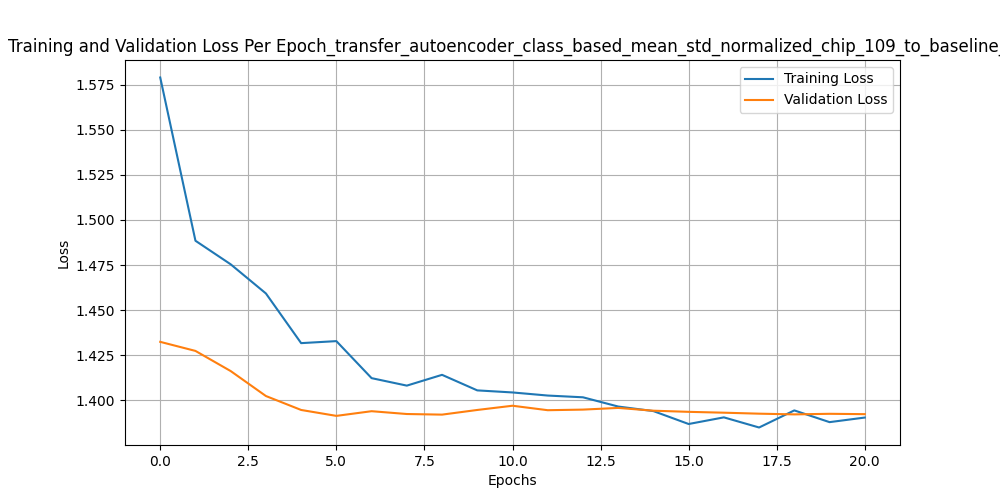 Training and Validation Loss Per Epoch_transfer_autoencoder_class_based_mean_std_normalized_chip_109_to_baseline_
Training Loss
Validation Loss
1.575
1.550
1.525
1.500
1.475
1.450
1.425
1.400
Loss
0.0 2.5 5.0 7.5 10.0 12.5 15.0 17.5 20.0
Epochs